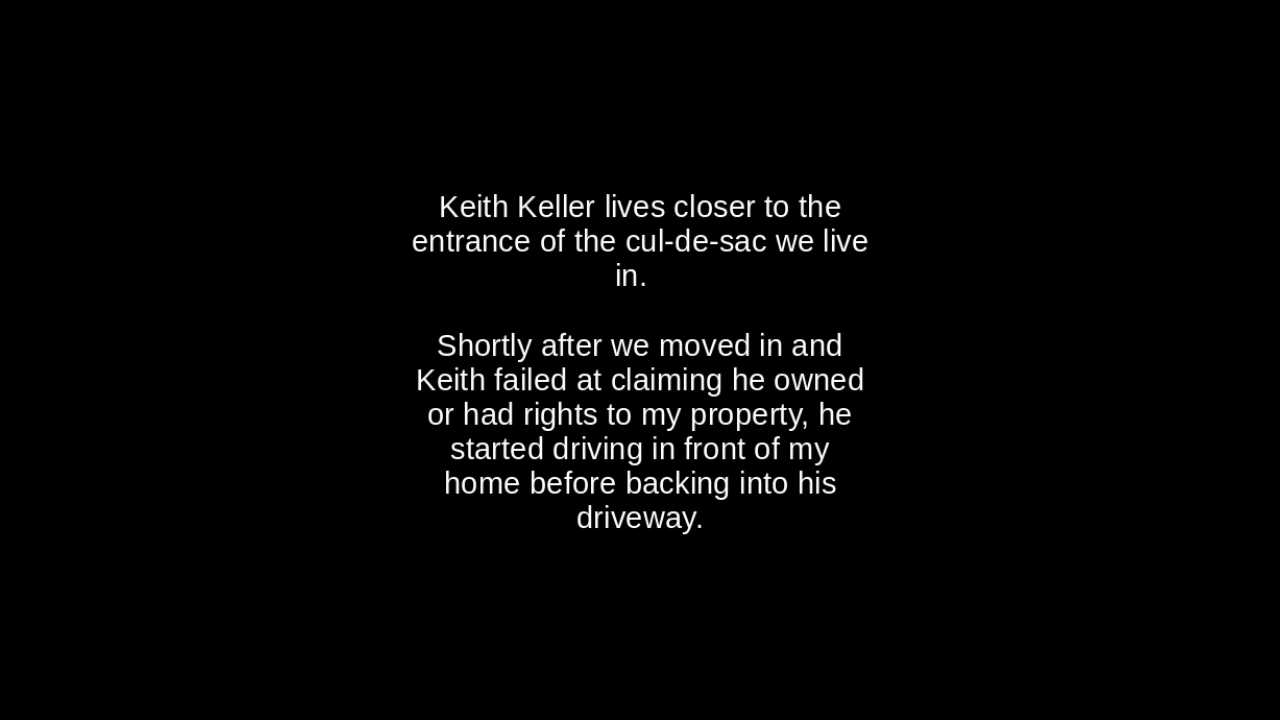 Keith Keller lives closer to the
entrance of the cul-de-sac we live
in.
Shortly after we moved in and
Keith failed at claiming he owned
or had rights to my property, he
started driving in front of my
home before backing into his
driveway.